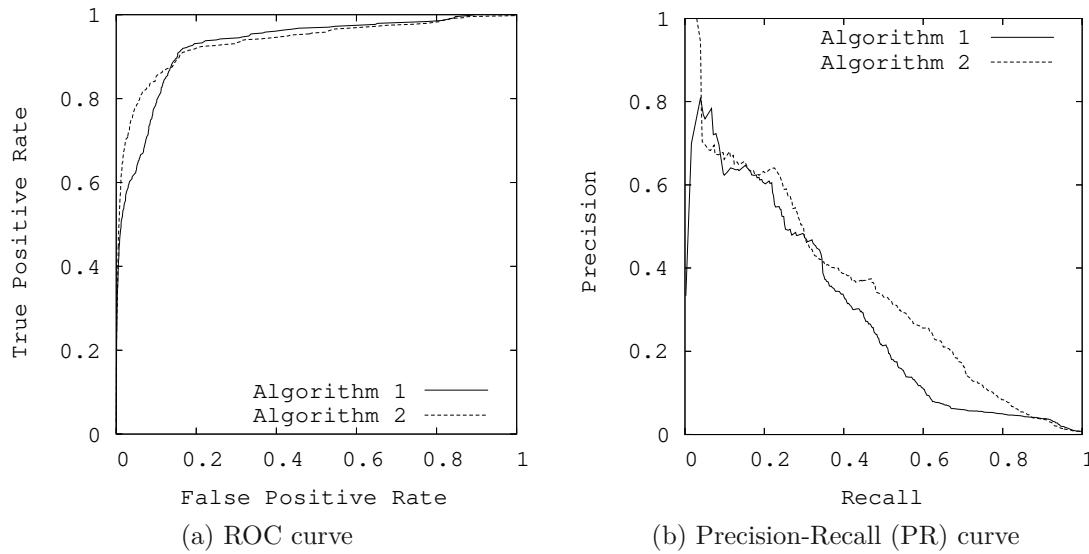 1
0.8
0.6
0.4
0.2
0
0 0.2 0.4 0.6 0.8 1
True Positive Rate
False Positive Rate
Algorithm 1
Algorithm 2
(a) ROC curve
1
0.8
0.6
0.4
0.2
0
0 0.2 0.4 0.6 0.8 1
Precision
Recall
Algorithm 1
Algorithm 2
(b) Precision-Recall (PR) curve